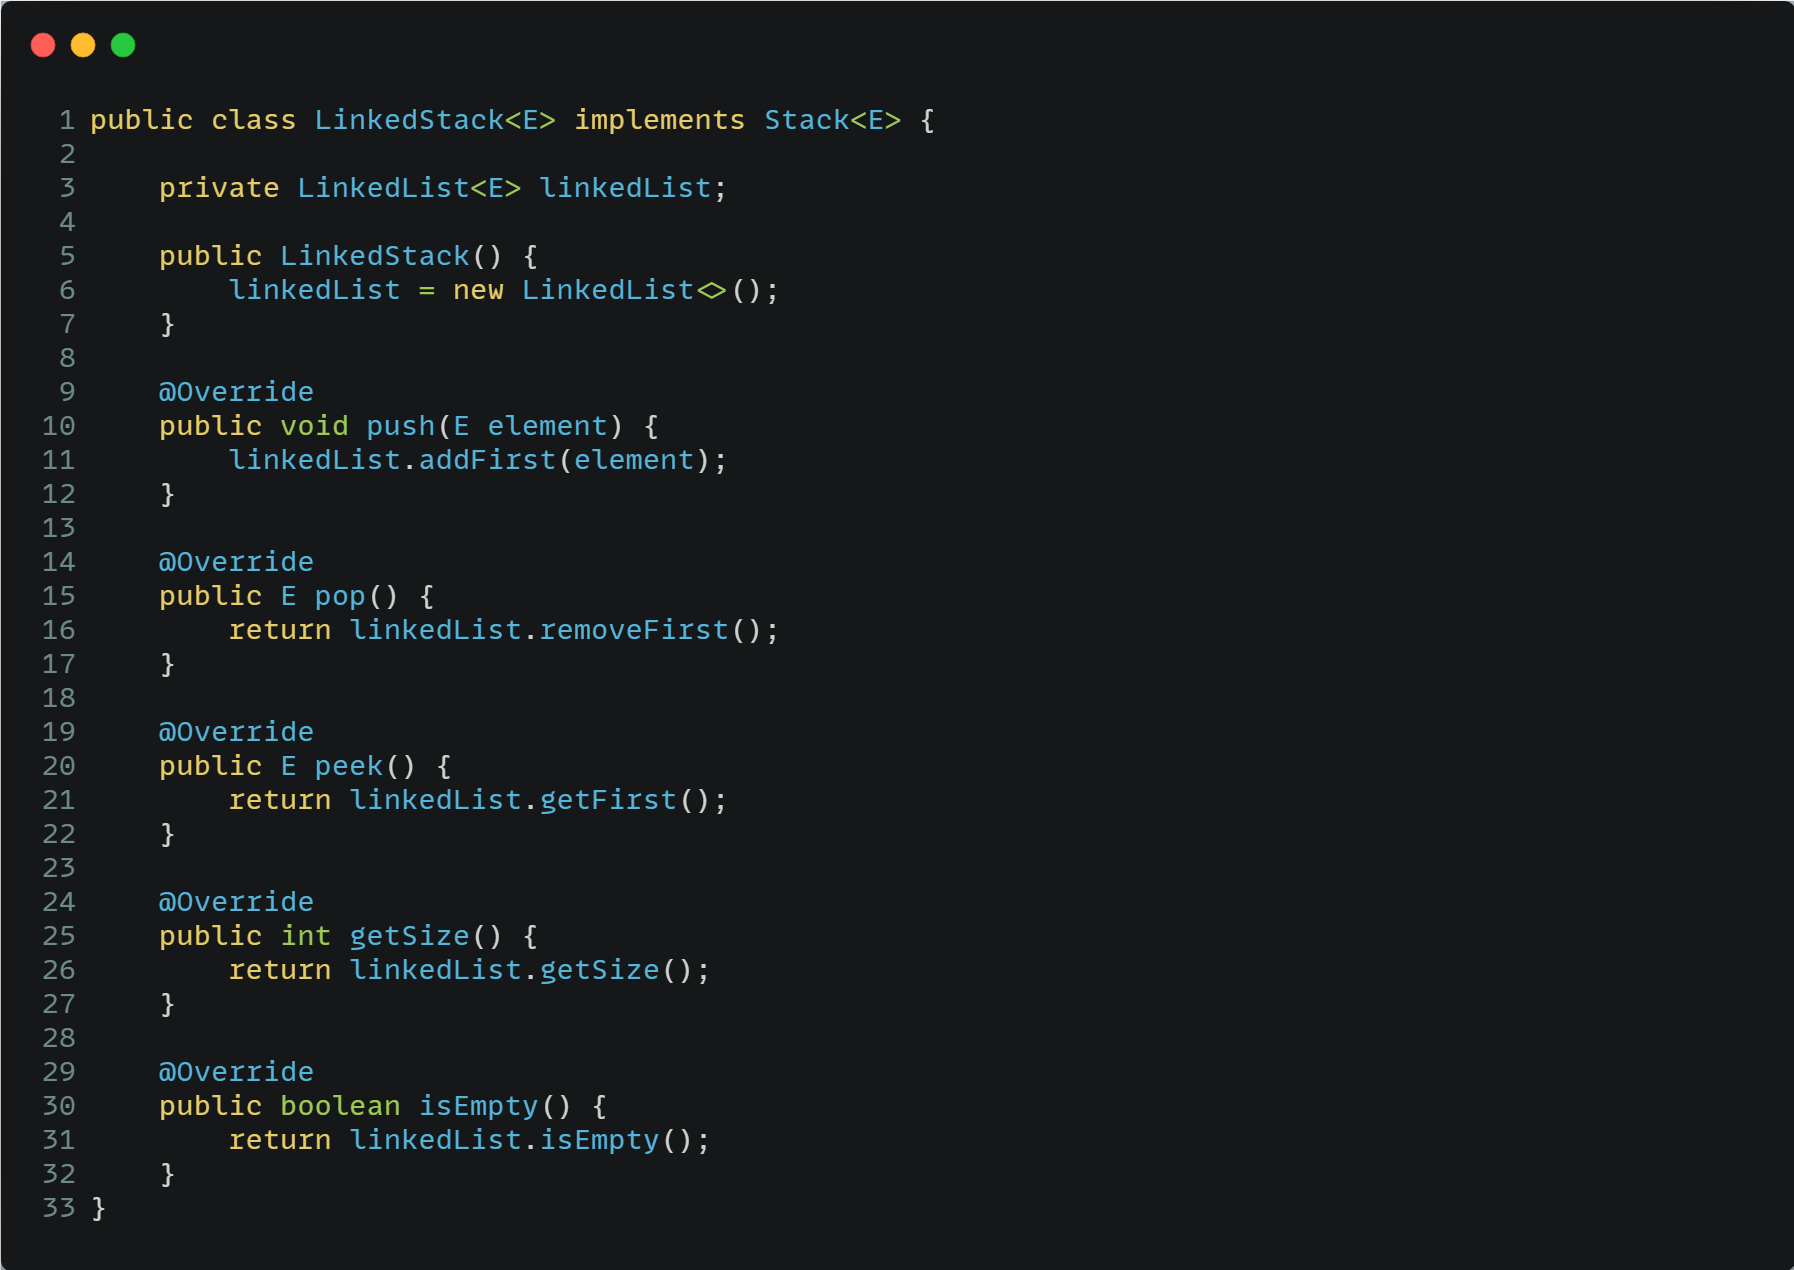 1 public class LinkedStack<E> implements Stack<E> {
2
3     private LinkedList<E> linkedList;
4
5     public LinkedStack() {
6         linkedList = new LinkedList<>();
7     }
8
9     @Override
10     public void push(E element) {
11         linkedList.addFirst(element);
12     }
13
14     @Override
15     public E pop() {
16         return linkedList.removeFirst();
17     }
18
19     @Override
20     public E peek() {
21         return linkedList.getFirst();
22     }
23
24     @Override
25     public int getSize() {
26         return linkedList.getSize();
27     }
28
29     @Override
30     public boolean isEmpty() {
31         return linkedList.isEmpty();
32     }
33 }